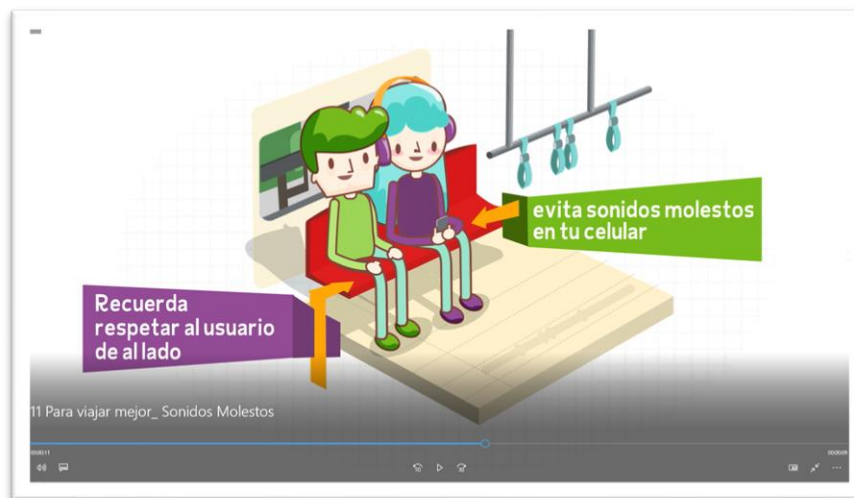 evita sonidos molestos
en tu celular
Recuerda
respetar al usuario
de al lado
11 Para viajar mejor_ Sonidos Molestos